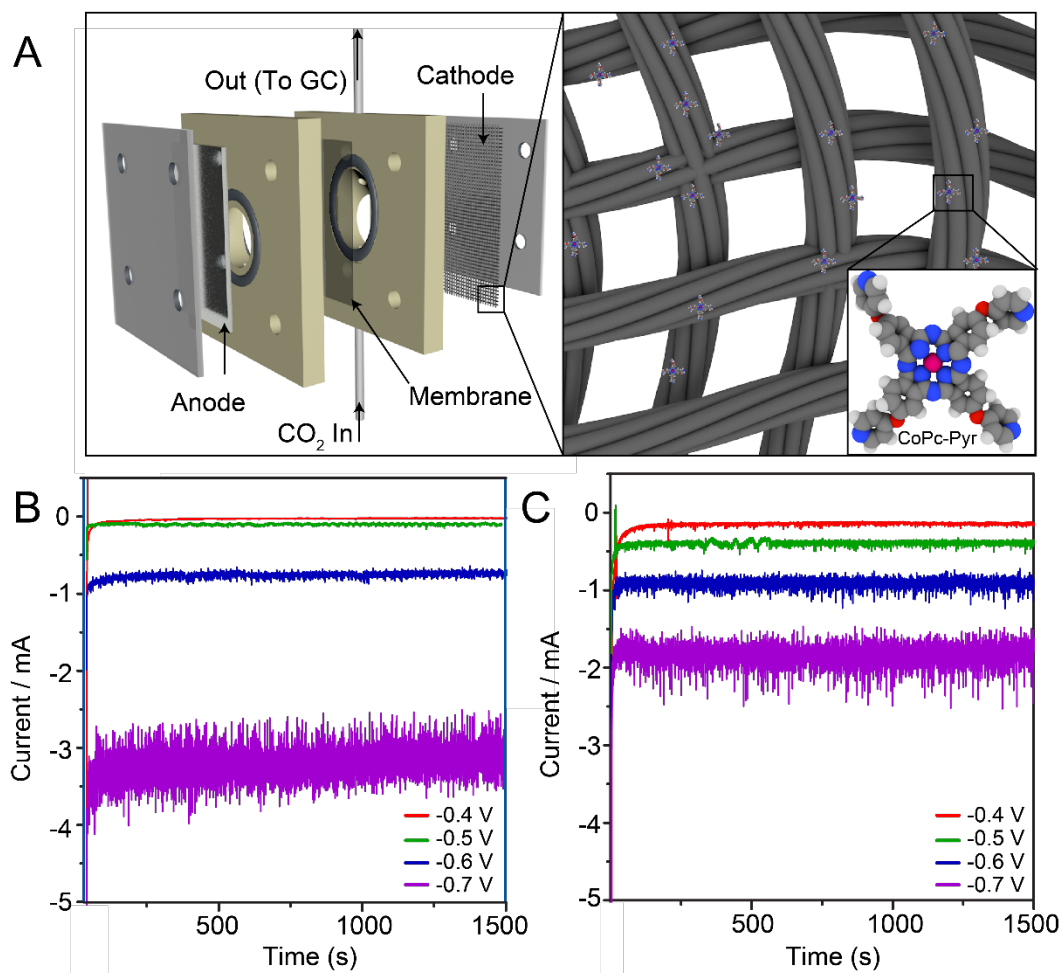 A
Out (To GC)
Cathode
Anode
Membrane
CO₂ In
CoPc-Pyr
B
0
-1
-2
-3
-4
-5
Current / mA
500
1000
1500
Time (s)
-0.4 V
-0.5 V
-0.6 V
-0.7 V
C
0
-1
-2
-3
-4
-5
Current / mA
500
1000
1500
Time (s)
-0.4 V
-0.5 V
-0.6 V
-0.7 V